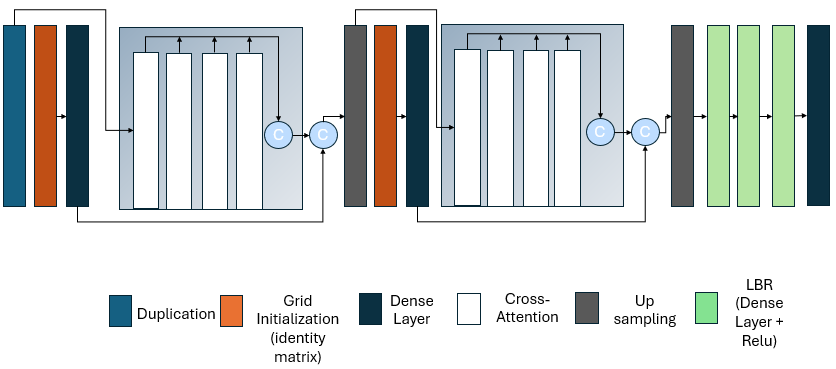 C
C
C
C
Duplication
Grid
Initialization
(identity
matrix)
Dense
Layer
Cross-
Attention
Up
sampling
LBR
(Dense
Layer +
Relu)